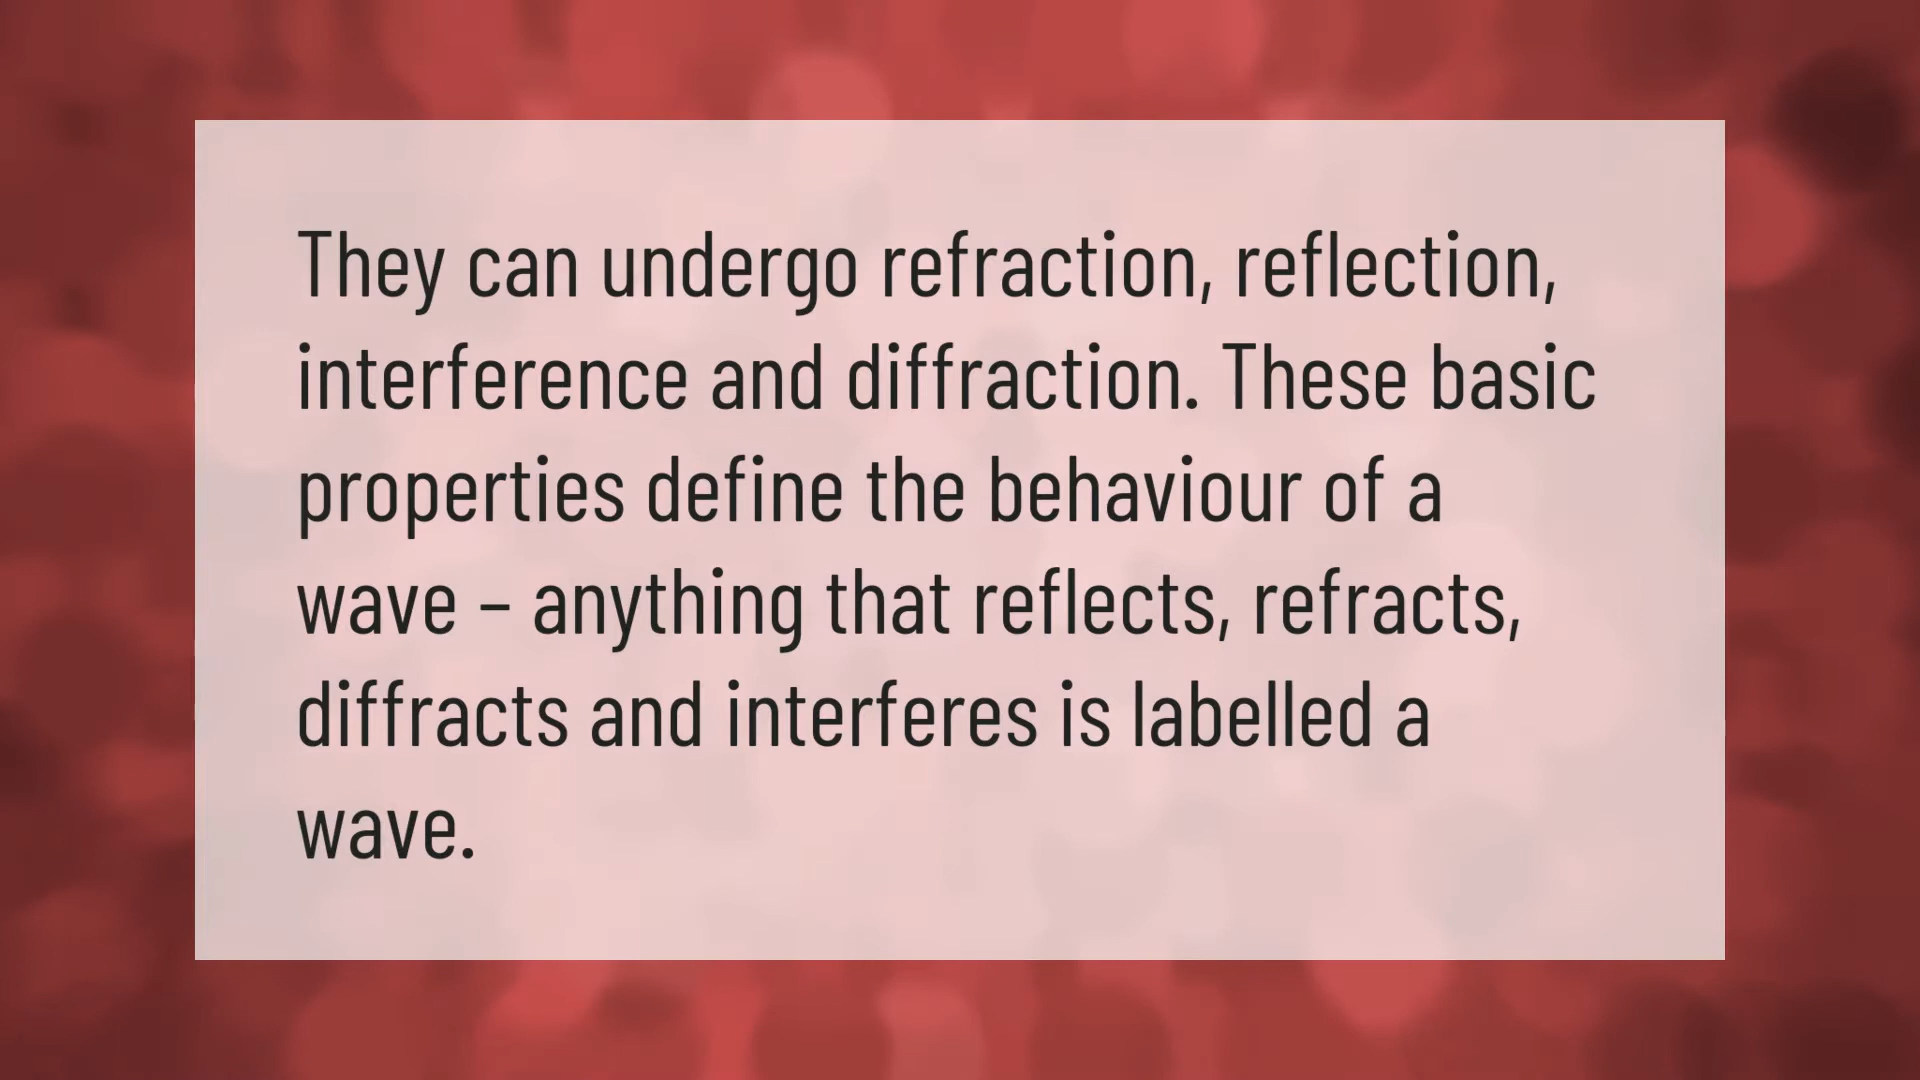 They can undergo refraction, reflection,
interference and diffraction. These basic
properties define the behaviour of a
wave – anything that reflects, refracts,
diffracts and interferes is labelled a
wave.